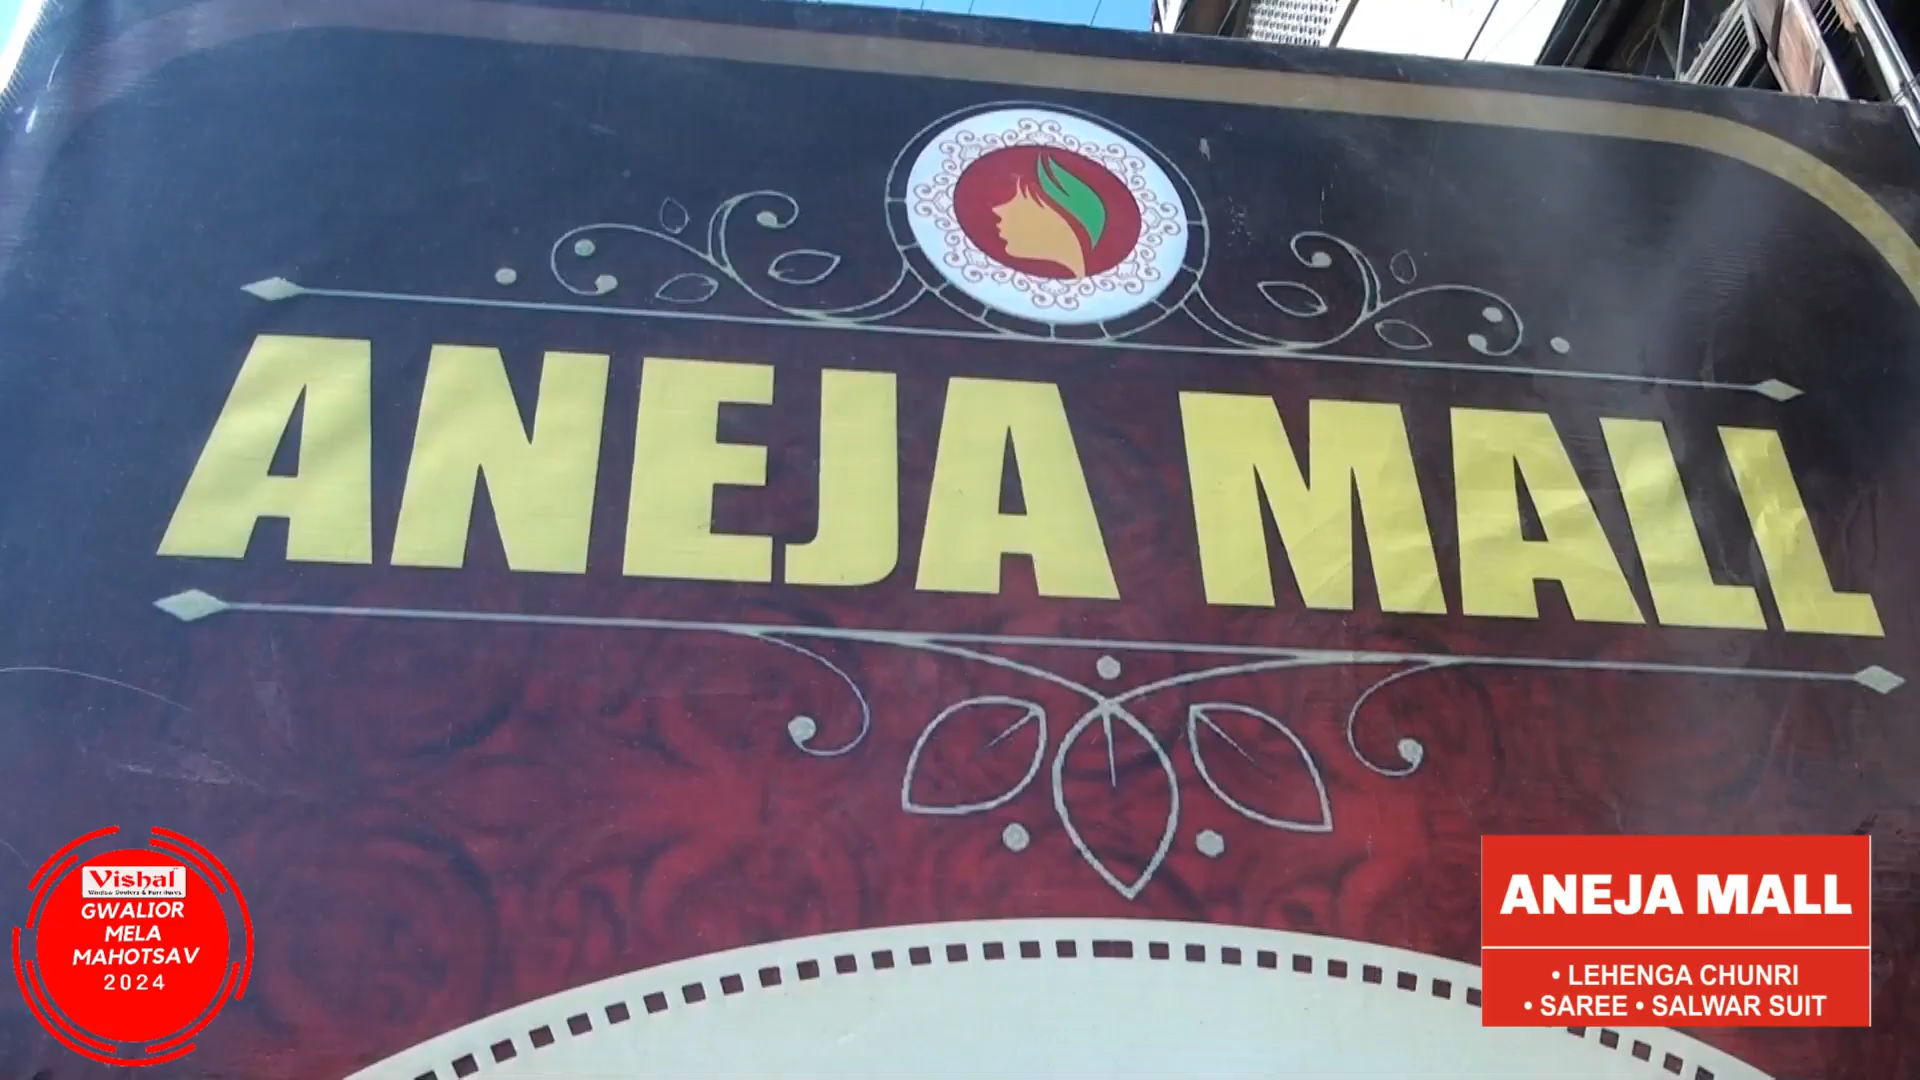 ANEJA MALL
Vishal
GWALIOR
MELA
MAHOTSAV
2024
ANEJA MALL
• LEHENGA CHUNRI
• SAREE • SALWAR SUIT